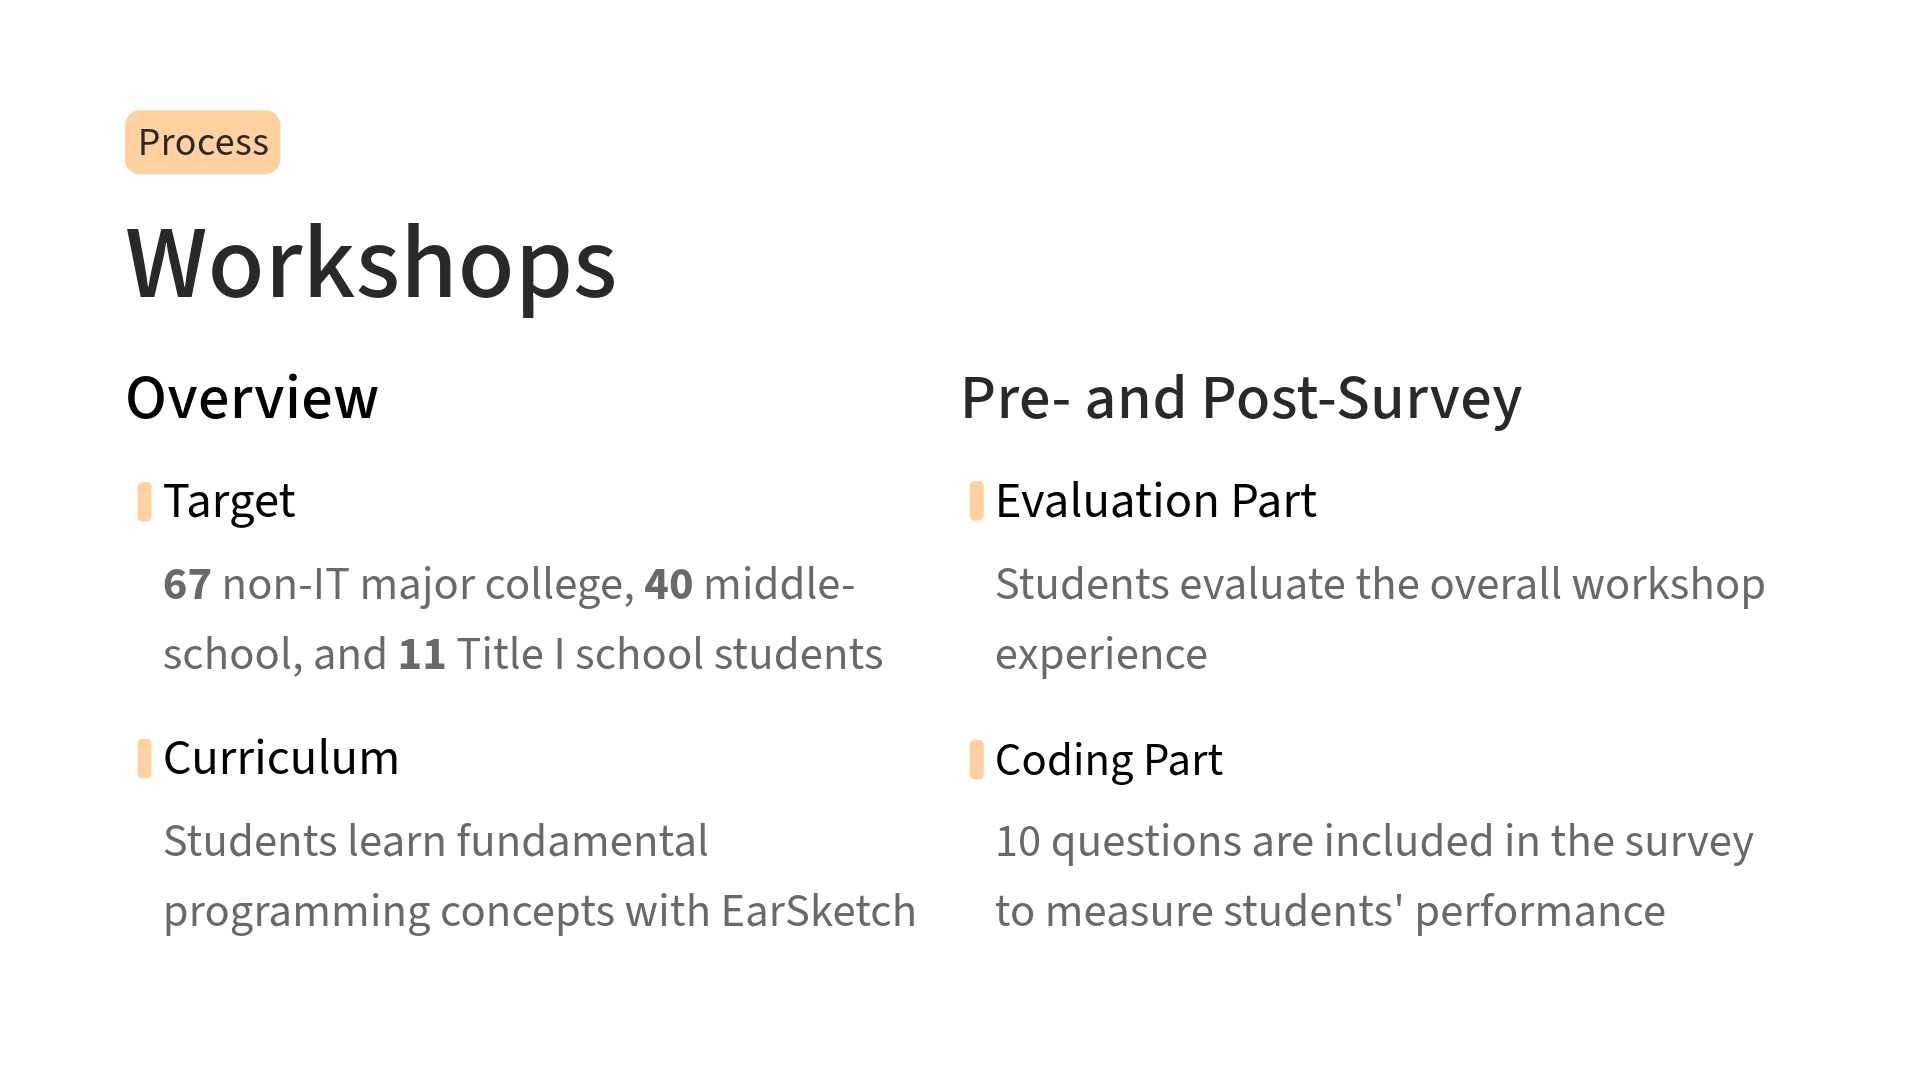 Process
Workshops
Overview
Target
67 non-IT major college, 40 middle-
school, and 11 Title I school students
Curriculum
Students learn fundamental
programming concepts with EarSketch
Pre- and Post-Survey
Evaluation Part
Students evaluate the overall workshop
experience
Coding Part
10 questions are included in the survey
to measure students' performance